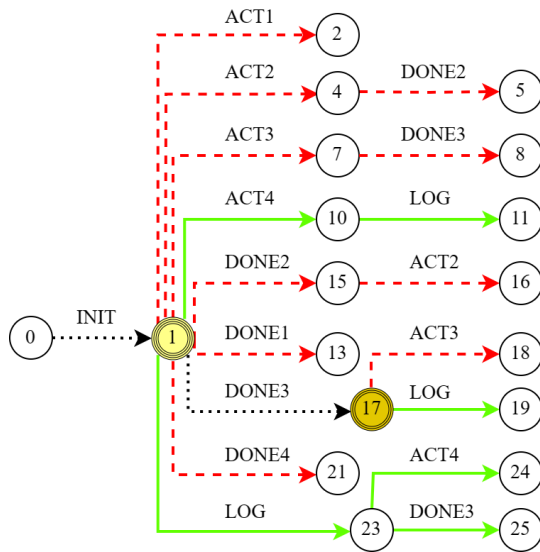 ACT1
2
ACT2
4
DONE2
5
ACT3
7
DONE3
8
ACT4
10
LOG
11
DONE2
15
ACT2
16
0
INIT
1
DONE1
13
ACT3
18
DONE3
17
LOG
19
DONE4
21
ACT4
24
LOG
23
DONE3
25